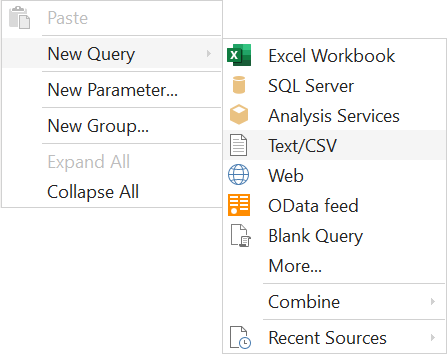 Paste
New Query
New Parameter...
New Group...
Expand All
Collapse All
Excel Workbook
SQL Server
Analysis Services
Text/CSV
Web
OData feed
Blank Query
More...
Combine
Recent Sources